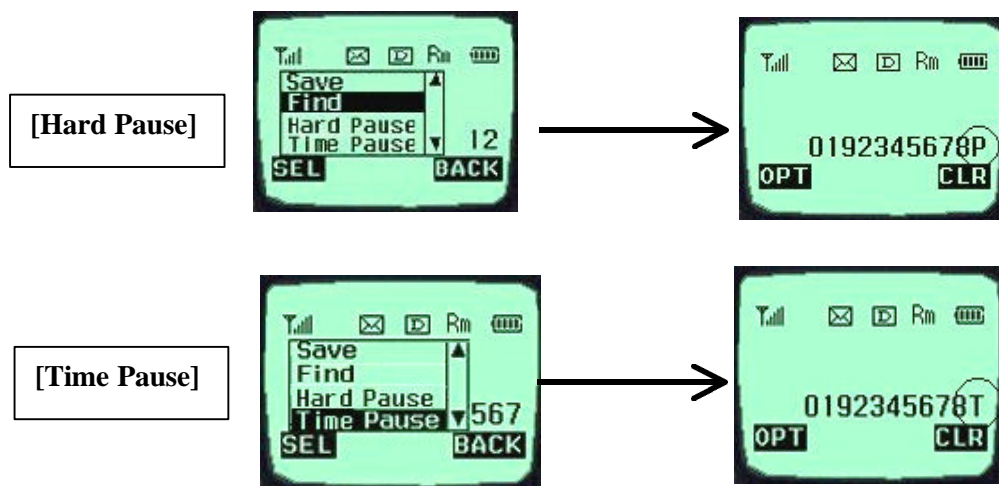 [Hard Pause]
Rm
Save
Find
Hard Pause
Time Pause
12
SEL BACK
Rm
0192345678P
OPT CLR
[Time Pause]
Rm
Save
Find
Hard Pause
Time Pause
567
SEL BACK
Rm
0192345678T
OPT CLR